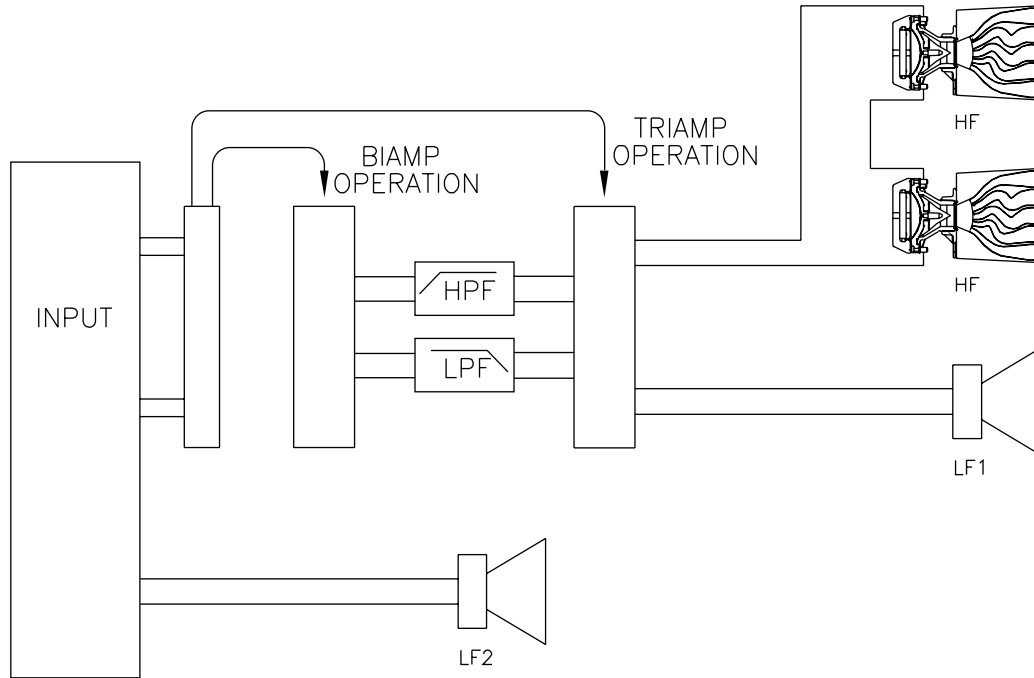 HF
BIAMP
OPERATION
TRIAMP
OPERATION
HF
INPUT
HPF
LPF
LF1
LF2